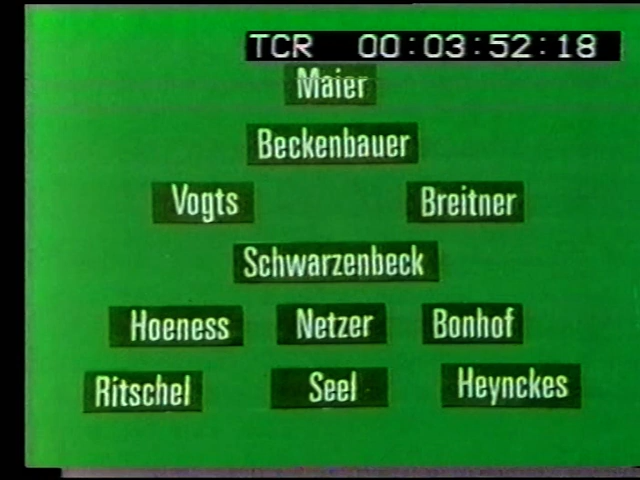 TCR 00:03:52:18
Maier
Beckenbauer
Vogts Breitner
Schwarzenbeck
Hoeness Netzer Bonhof
Ritschel Seel Heynckes